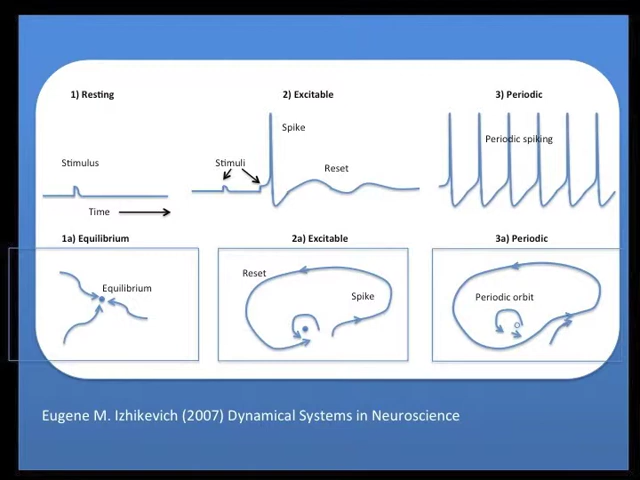 1) Resting
2) Excitable
3) Periodic
Spike
Periodic spiking
Stimulus
Stimuli
Reset
Time
1a) Equilibrium
2a) Excitable
3a) Periodic
Equilibrium
Reset
Spike
Periodic orbit
Eugene M. Izhikevich (2007) Dynamical Systems in Neuroscience